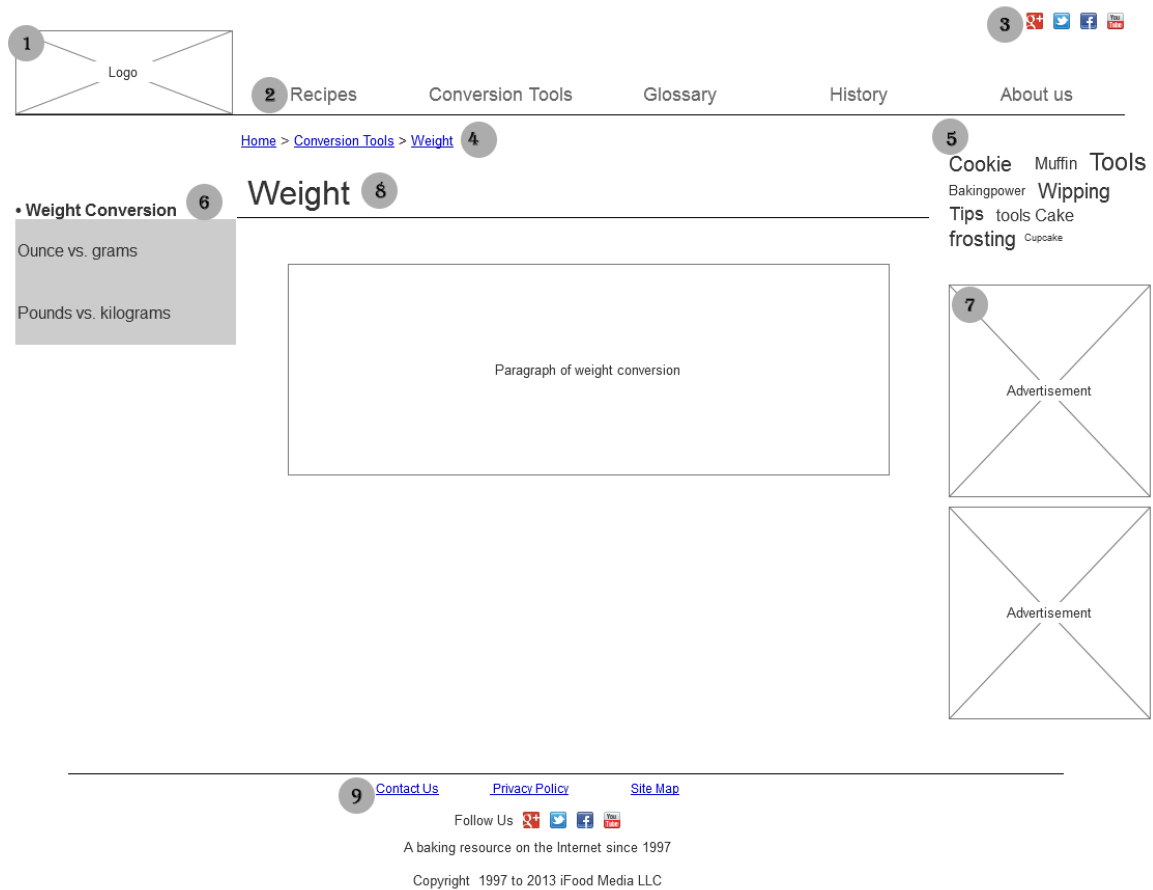 3
1
Logo
2 Recipes Conversion Tools Glossary History About us
Home > Conversion Tools > Weight 4
5
Cookie Muffin Tools
Bakingpower Wipping
Tips tools Cake
frosting Cupcake
• Weight Conversion 6
Ounce vs. grams
Pounds vs. kilograms
Weight 8
Paragraph of weight conversion
7
Advertisement
Advertisement
9 Contact Us Privacy Policy Site Map
Follow Us
A baking resource on the Internet since 1997
Copyright 1997 to 2013 iFood Media LLC